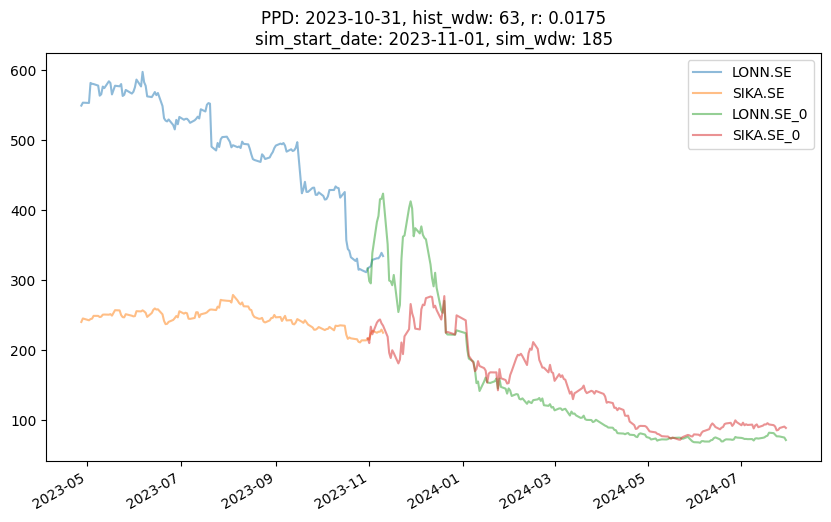 PPD: 2023-10-31, hist_wdw: 63, r: 0.0175
sim_start_date: 2023-11-01, sim_wdw: 185
600
500
400
300
200
100
LONN.SE
SIKA.SE
LONN.SE_0
SIKA.SE_0
2023-05
2023-07
2023-09
2023-11
2024-01
2024-03
2024-05
2024-07